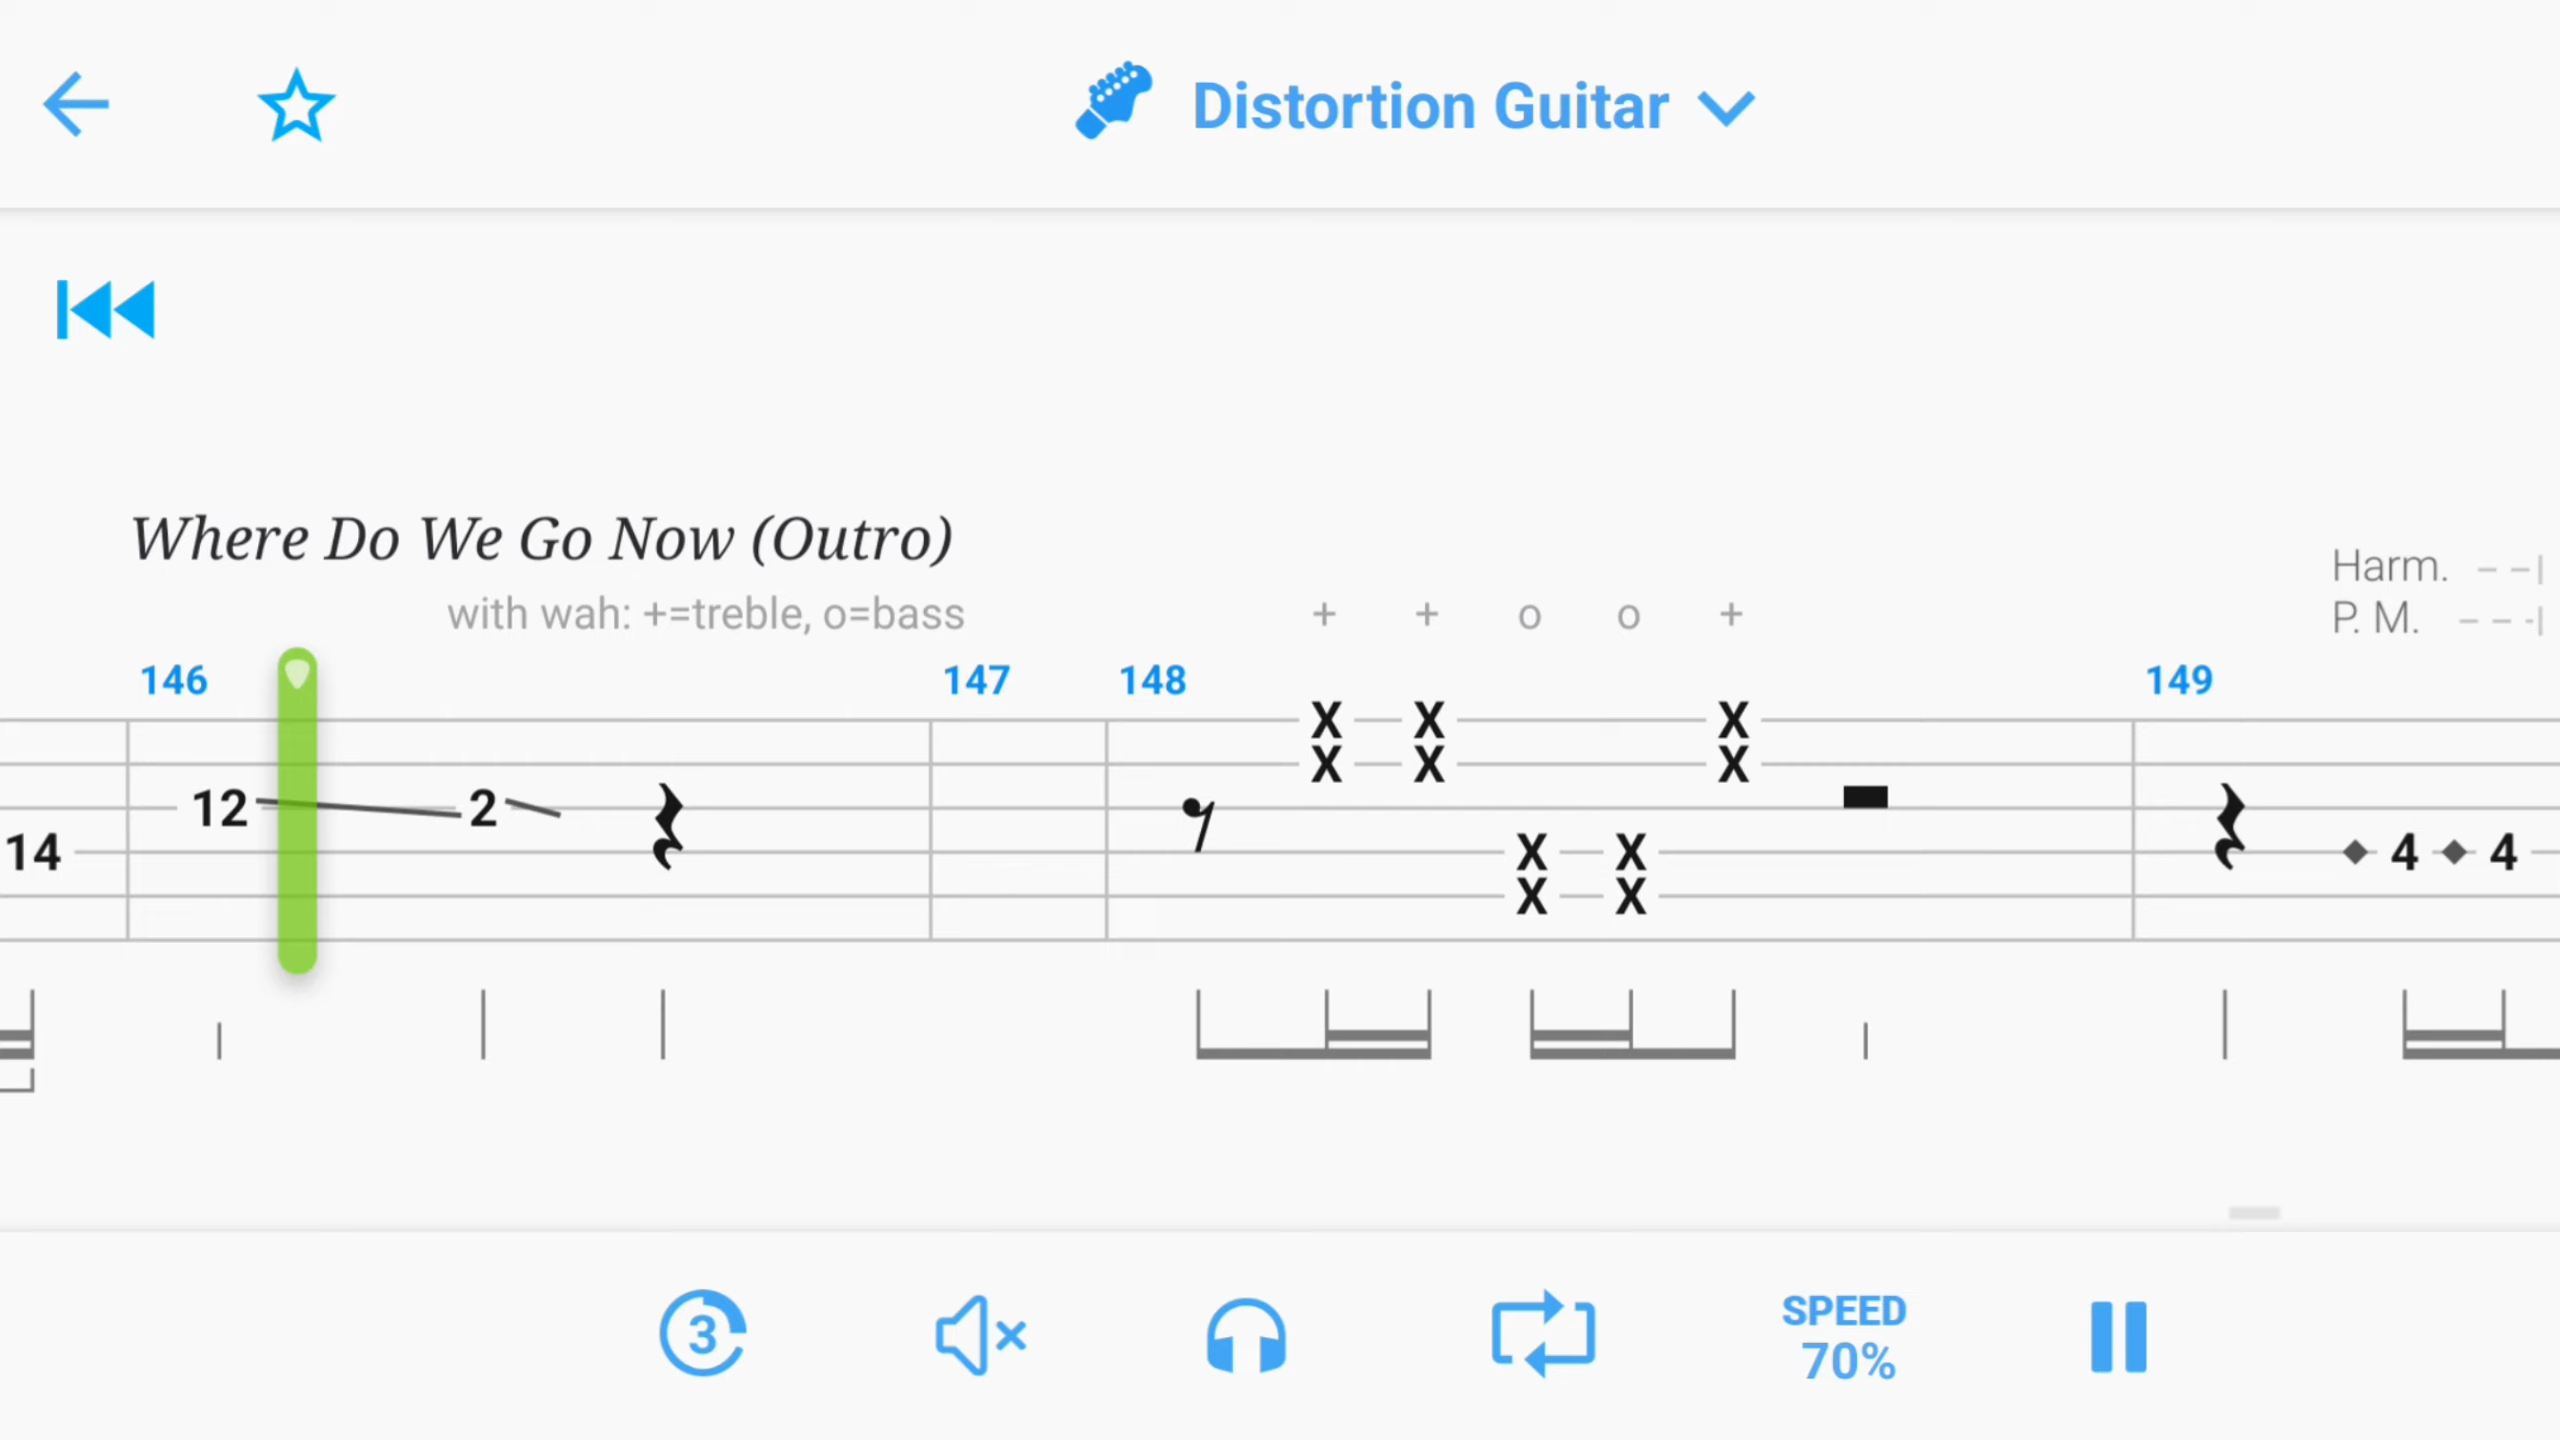 Distortion Guitar
Where Do We Go Now (Outro)
with wah: +=treble, o=bass + + o o +
Harm. – –|
P. M. – – -|
146 147 148 149
X X X
X X X
12 2
14 X X 4 4
X X
3
SPEED
70%